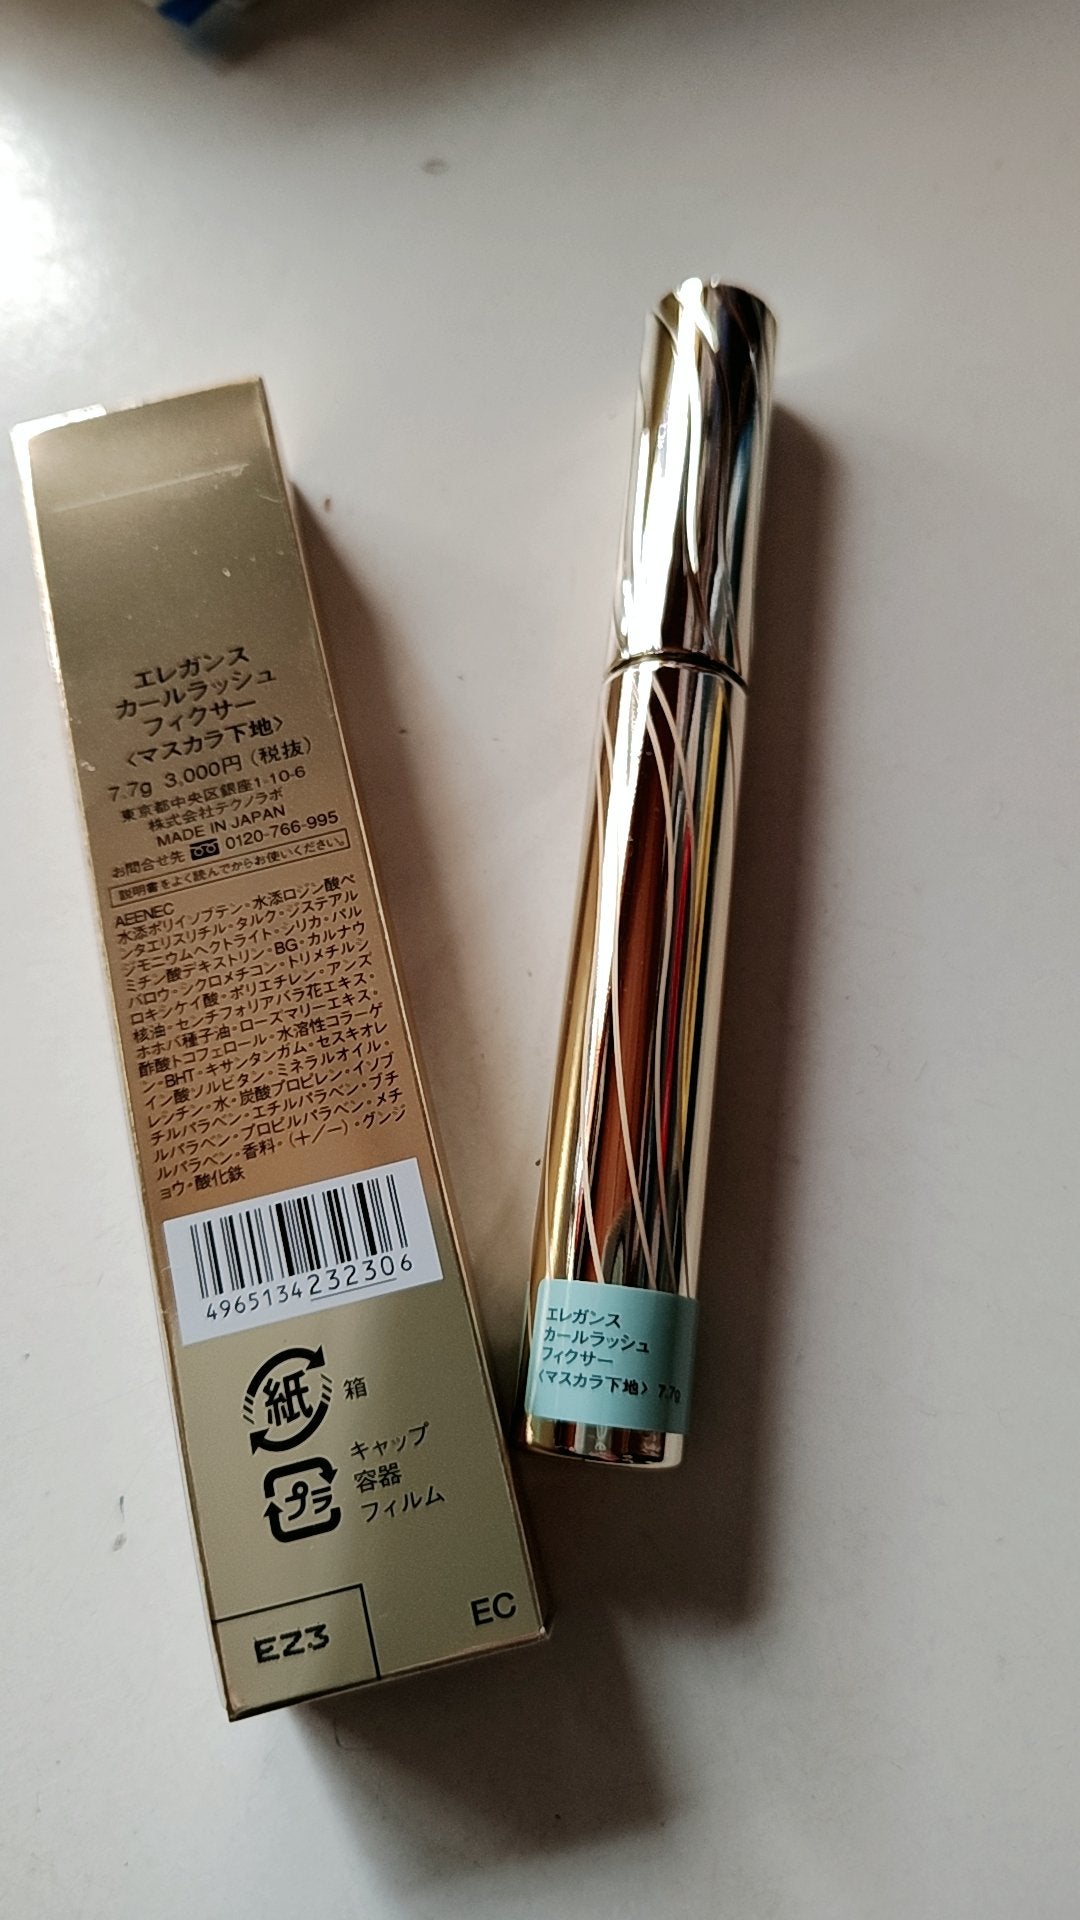 エレガンス
カールラッシュ
フィクサー
〈マスカラ下地〉
7.7g 3,000円（税抜）
東京都中央区銀座1-10-6
株式会社テクノラボ
MADE IN JAPAN
お問合せ先 0120-766-995
説明書をよく読んでからお使いください。
AEENEC
水添ポリイソブテン・水添ロジン酸ペ
ンタエリスリチル・タルク・ジステアル
ジモニウムヘクトライト・シリカ・パル
ミチン酸デキストリン・BG・カルナウ
バロウ・シクロメチコン・トリメチルシ
ロキシケイ酸・ポリエチレン・アンズ
核油・センチフォリアバラ花エキス・
ホホバ種子油・ローズマリーエキス・
酢酸トコフェロール・水溶性コラーゲ
ン・BHT・キサンタンガム・セスキオレ
イン酸ソルビタン・ミネラルオイル・
レシチン・水・炭酸プロピレン・イソブ
チルパラベン・エチルパラベン・ブチ
ルパラベン・プロピルパラベン・メチ
ルパラベン・香料・(+/−)・グンジ
ョウ・酸化鉄
4965134232306
紙 箱
プラ キャップ
容器
フィルム
EZ3
EC
エレガンス
カールラッシュ
フィクサー
〈マスカラ下地〉 7.7g